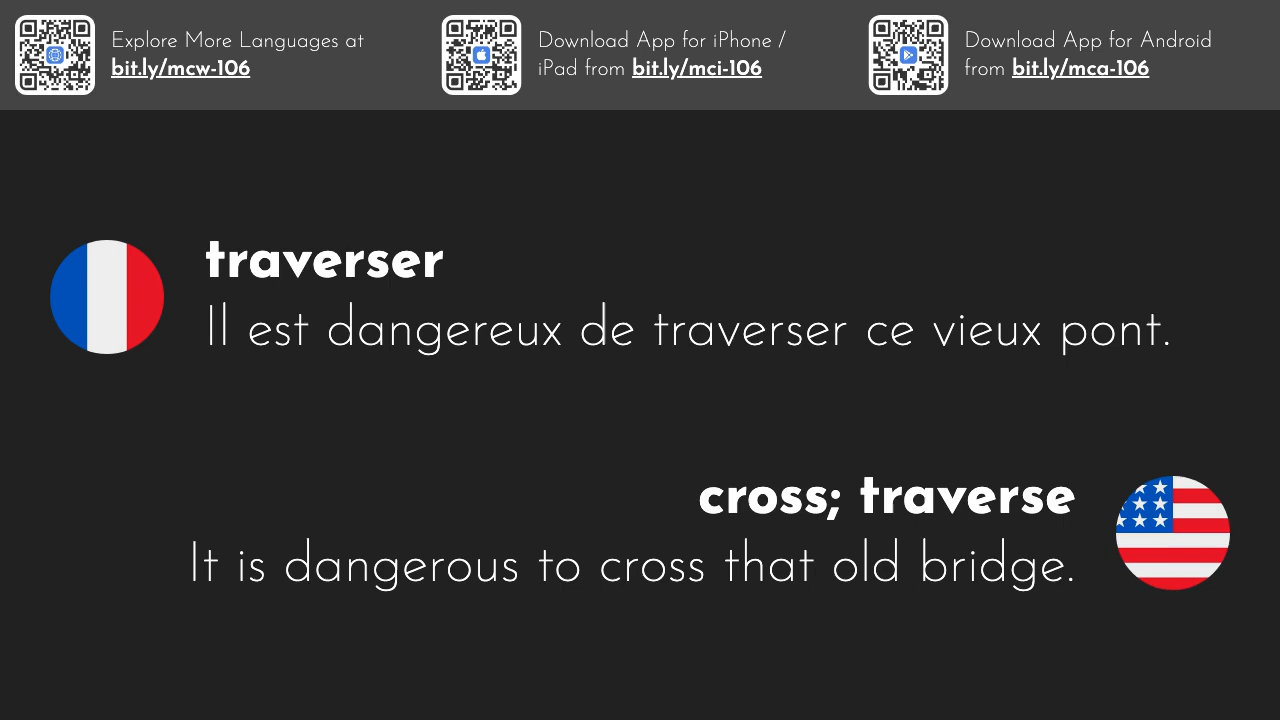 Explore More Languages at
bit.ly/mcw-106
Download App for iPhone /
iPad from bit.ly/mci-106
Download App for Android
from bit.ly/mca-106
traverser
Il est dangereux de traverser ce vieux pont.
cross; traverse
It is dangerous to cross that old bridge.